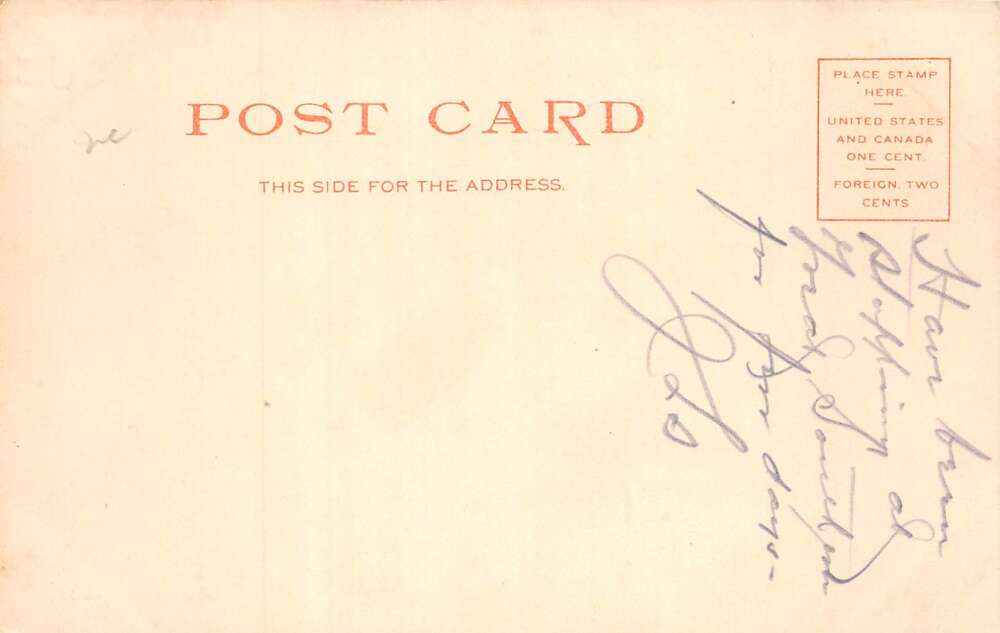 POST CARD
THIS SIDE FOR THE ADDRESS.
PLACE STAMP
HERE.
UNITED STATES
AND CANADA
ONE CENT.
FOREIGN, TWO
CENTS
Have been
stopping at
for five days -